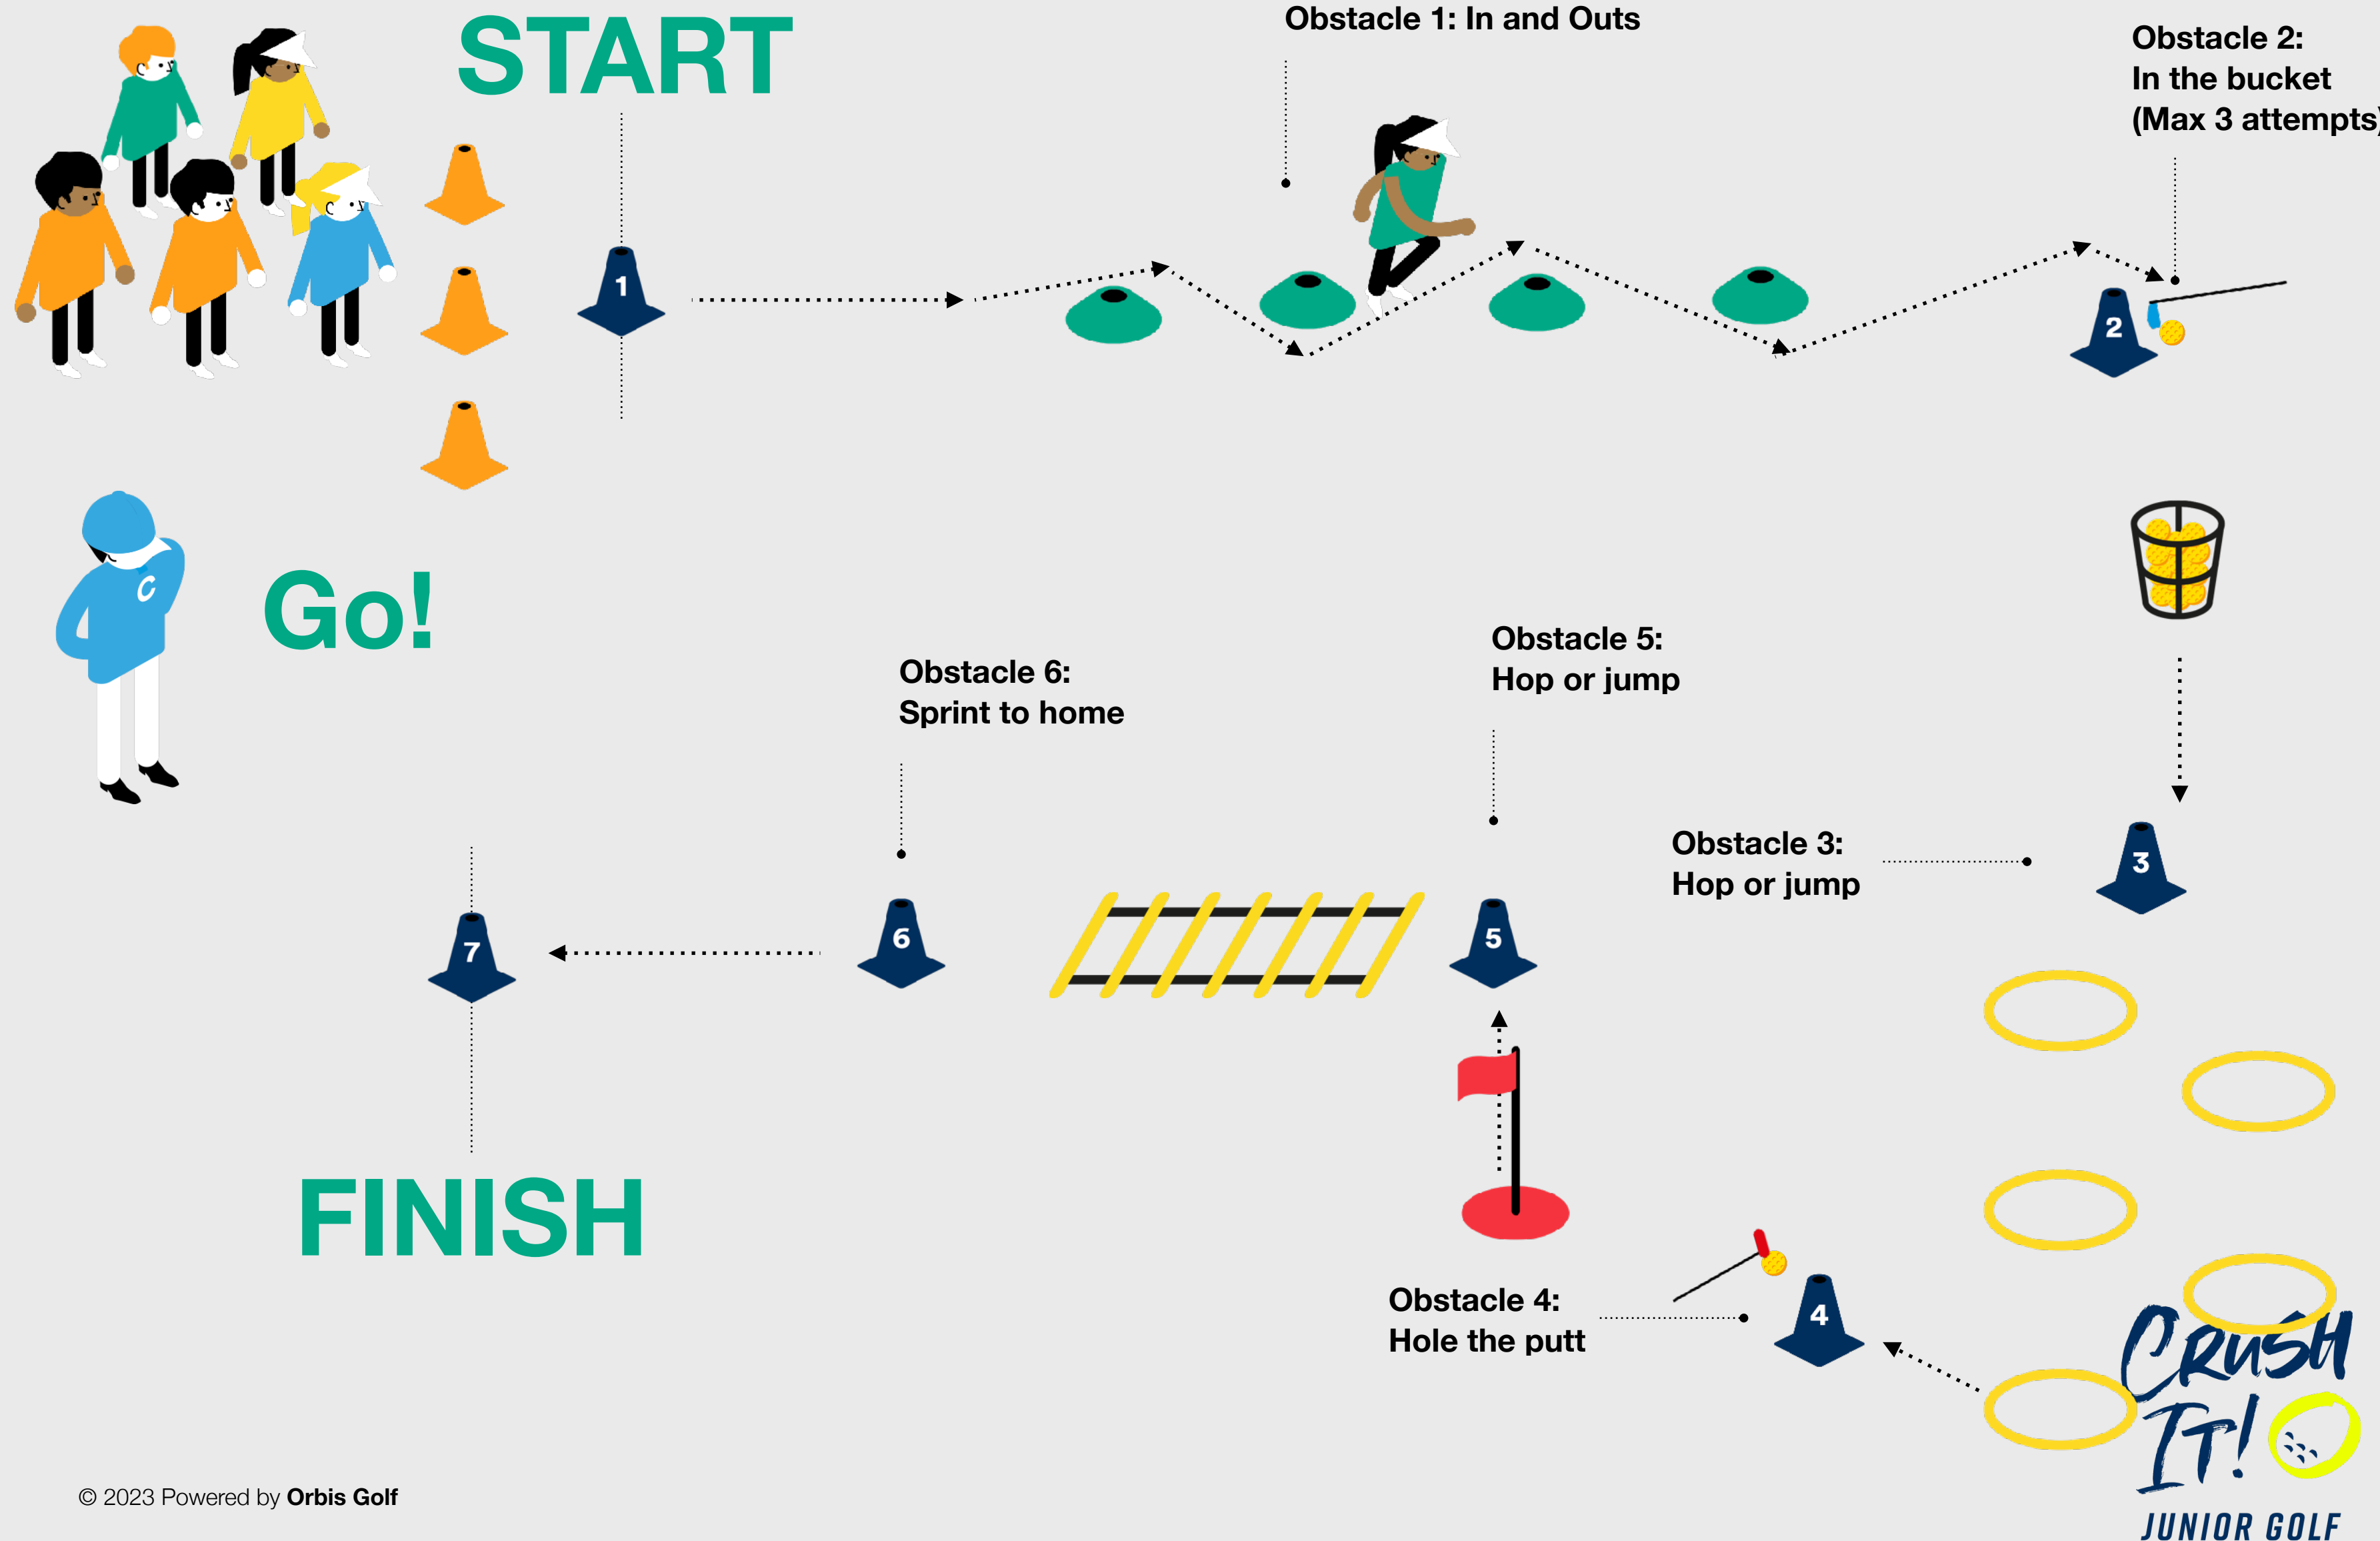 START
Obstacle 1: In and Outs
Obstacle 2:
In the bucket
(Max 3 attempts)
1
2
C
Go!
Obstacle 5:
Hop or jump
Obstacle 6:
Sprint to home
Obstacle 3:
Hop or jump
3
7
6
5
FINISH
Obstacle 4:
Hole the putt
4
CRUSH
IT!
JUNIOR GOLF
© 2023 Powered by Orbis Golf